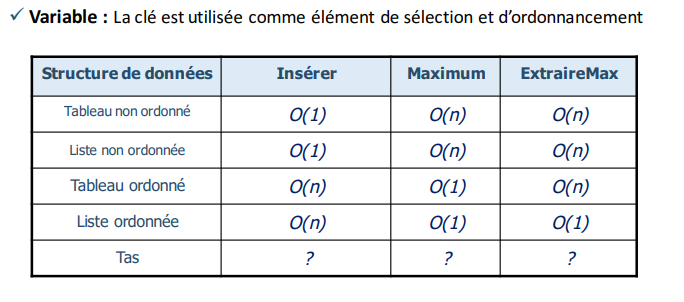 ✓ Variable : La clé est utilisée comme élément de sélection et d’ordonnancement
Structure de données Insérer Maximum ExtraireMax
Tableau non ordonné O(1) O(n) O(n)
Liste non ordonnée O(1) O(n) O(n)
Tableau ordonné O(n) O(1) O(n)
Liste ordonnée O(n) O(1) O(1)
Tas ? ? ?